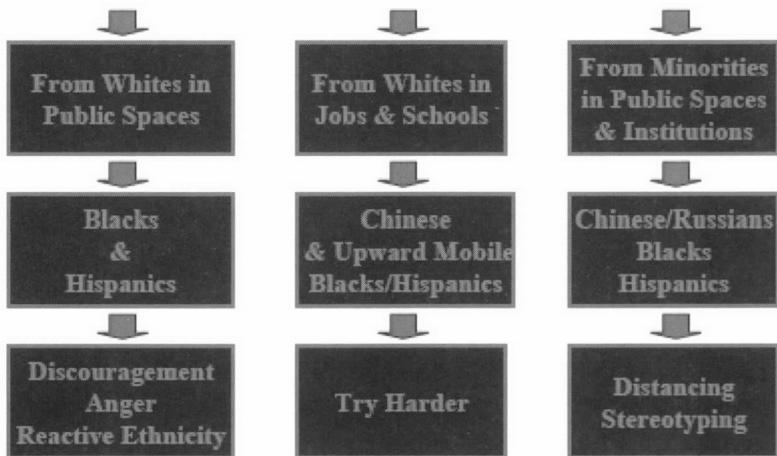 From Whites in
Public Spaces
From Whites in
Jobs & Schools
From Minorities
in Public Spaces
& Institutions
Blacks
&
Hispanics
Chinese
& Upward Mobile
Blacks/Hispanics
Chinese/Russians
Blacks
Hispanics
Discouragement
Anger
Reactive Ethnicity
Try Harder
Distancing
Stereotyping